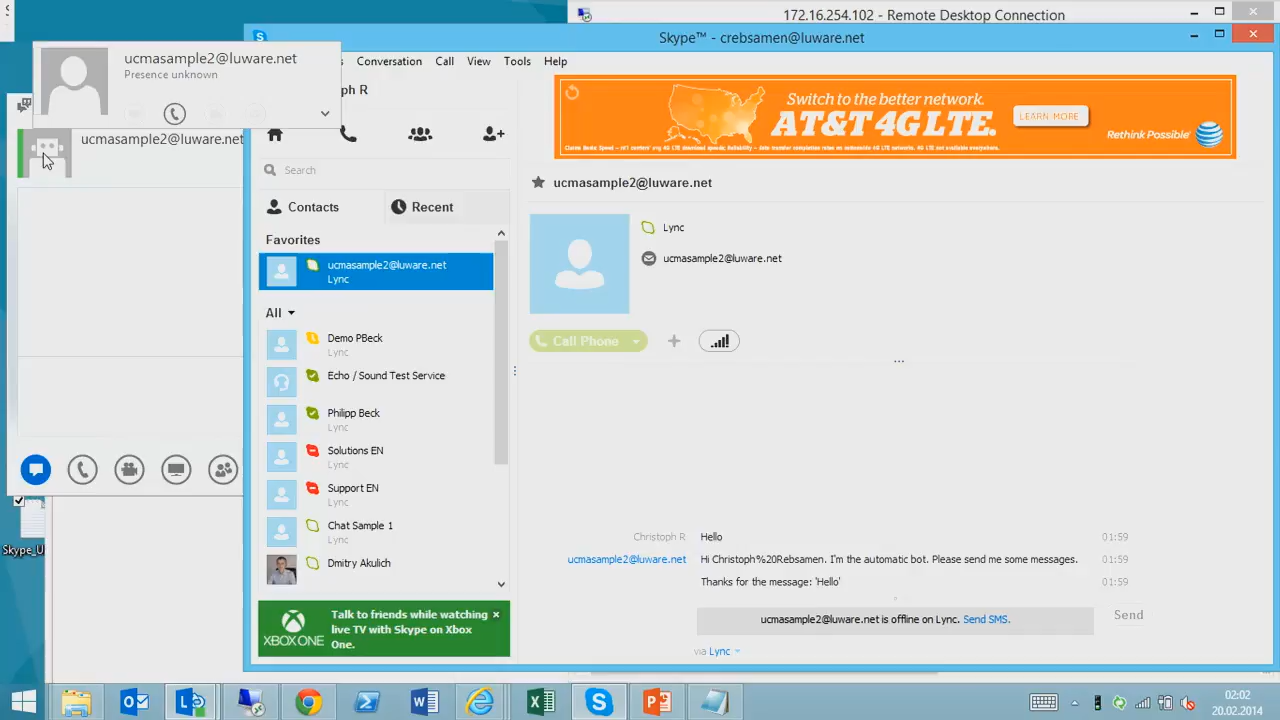 172.16.254.102 - Remote Desktop Connection
Skype™ - crebsamen@luware.net
ucmasample2@luware.net
Presence unknown
Conversation Call View Tools Help
ph R
ucmasample2@luware.net
Search
Contacts
Recent
Favorites
ucmasample2@luware.net
Lync
All
Demo PBeck
Lync
Echo / Sound Test Service
Philipp Beck
Lync
Solutions EN
Lync
Support EN
Lync
Chat Sample 1
Lync
Dmitry Akulich
XBOX ONE
Talk to friends while watching
live TV with Skype on Xbox
One.
Switch to the better network.
AT&T 4G LTE.
LEARN MORE
Rethink Possible
ucmasample2@luware.net
Lync
ucmasample2@luware.net
Call Phone
Christoph R Hello 01:59
ucmasample2@luware.net Hi Christoph%20Rebsamen. I'm the automatic bot. Please send me some messages. 01:59
Thanks for the message: 'Hello' 01:59
ucmasample2@luware.net is offline on Lync. Send SMS.
Send
via Lync
Skype_U
02:02
20.02.2014